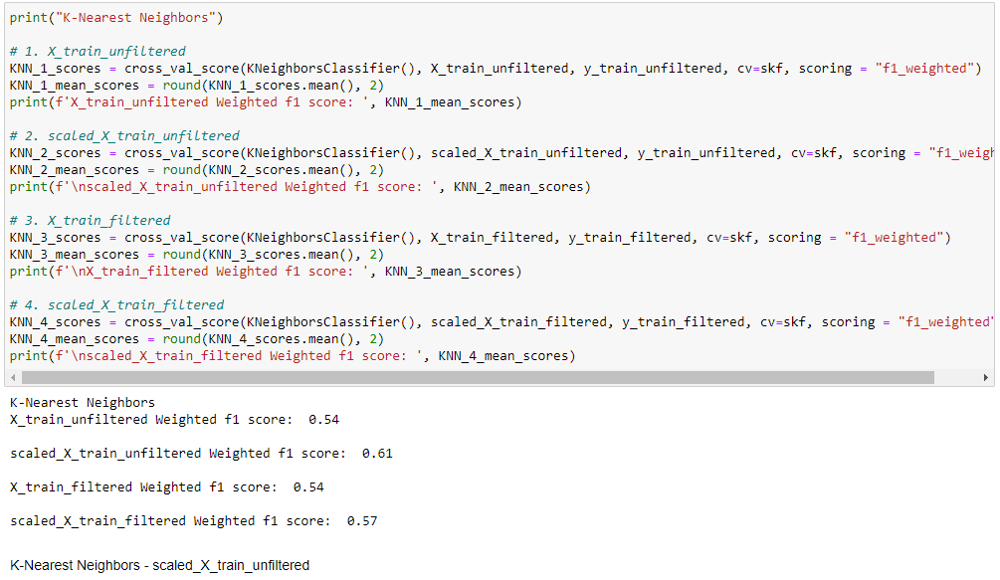 print("K-Nearest Neighbors")
# 1. X_train_unfiltered
KNN_1_scores = cross_val_score(KNeighborsClassifier(), X_train_unfiltered, y_train_unfiltered, cv=skf, scoring = "f1_weighted")
KNN_1_mean_scores = round(KNN_1_scores.mean(), 2)
print(f'X_train_unfiltered Weighted f1 score: ', KNN_1_mean_scores)
# 2. scaled_X_train_unfiltered
KNN_2_scores = cross_val_score(KNeighborsClassifier(), scaled_X_train_unfiltered, y_train_unfiltered, cv=skf, scoring = "f1_weigh
KNN_2_mean_scores = round(KNN_2_scores.mean(), 2)
print(f'\nscaled_X_train_unfiltered Weighted f1 score: ', KNN_2_mean_scores)
# 3. X_train_filtered
KNN_3_scores = cross_val_score(KNeighborsClassifier(), X_train_filtered, y_train_filtered, cv=skf, scoring = "f1_weighted")
KNN_3_mean_scores = round(KNN_3_scores.mean(), 2)
print(f'\nX_train_filtered Weighted f1 score: ', KNN_3_mean_scores)
# 4. scaled_X_train_filtered
KNN_4_scores = cross_val_score(KNeighborsClassifier(), scaled_X_train_filtered, y_train_filtered, cv=skf, scoring = "f1_weighted"
KNN_4_mean_scores = round(KNN_4_scores.mean(), 2)
print(f'\nscaled_X_train_filtered Weighted f1 score: ', KNN_4_mean_scores)
K-Nearest Neighbors
X_train_unfiltered Weighted f1 score:  0.54
scaled_X_train_unfiltered Weighted f1 score:  0.61
X_train_filtered Weighted f1 score:  0.54
scaled_X_train_filtered Weighted f1 score:  0.57
K-Nearest Neighbors - scaled_X_train_unfiltered